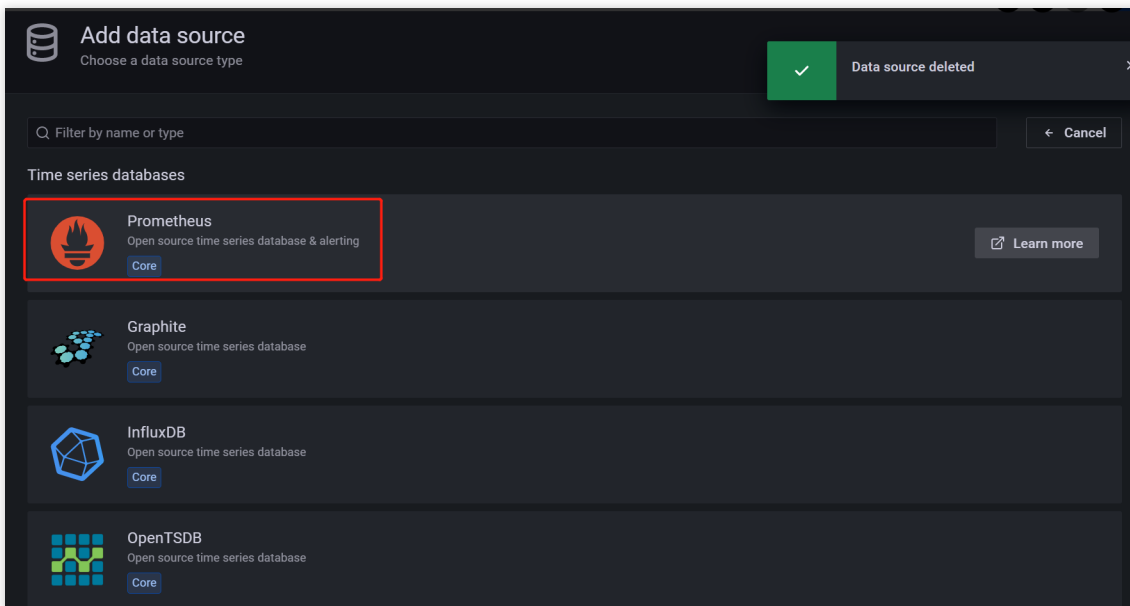 Add data source
Choose a data source type
Data source deleted
Filter by name or type
Cancel
Time series databases
Prometheus
Open source time series database & alerting
Core
Learn more
Graphite
Open source time series database
Core
InfluxDB
Open source time series database
Core
OpenTSDB
Open source time series database
Core